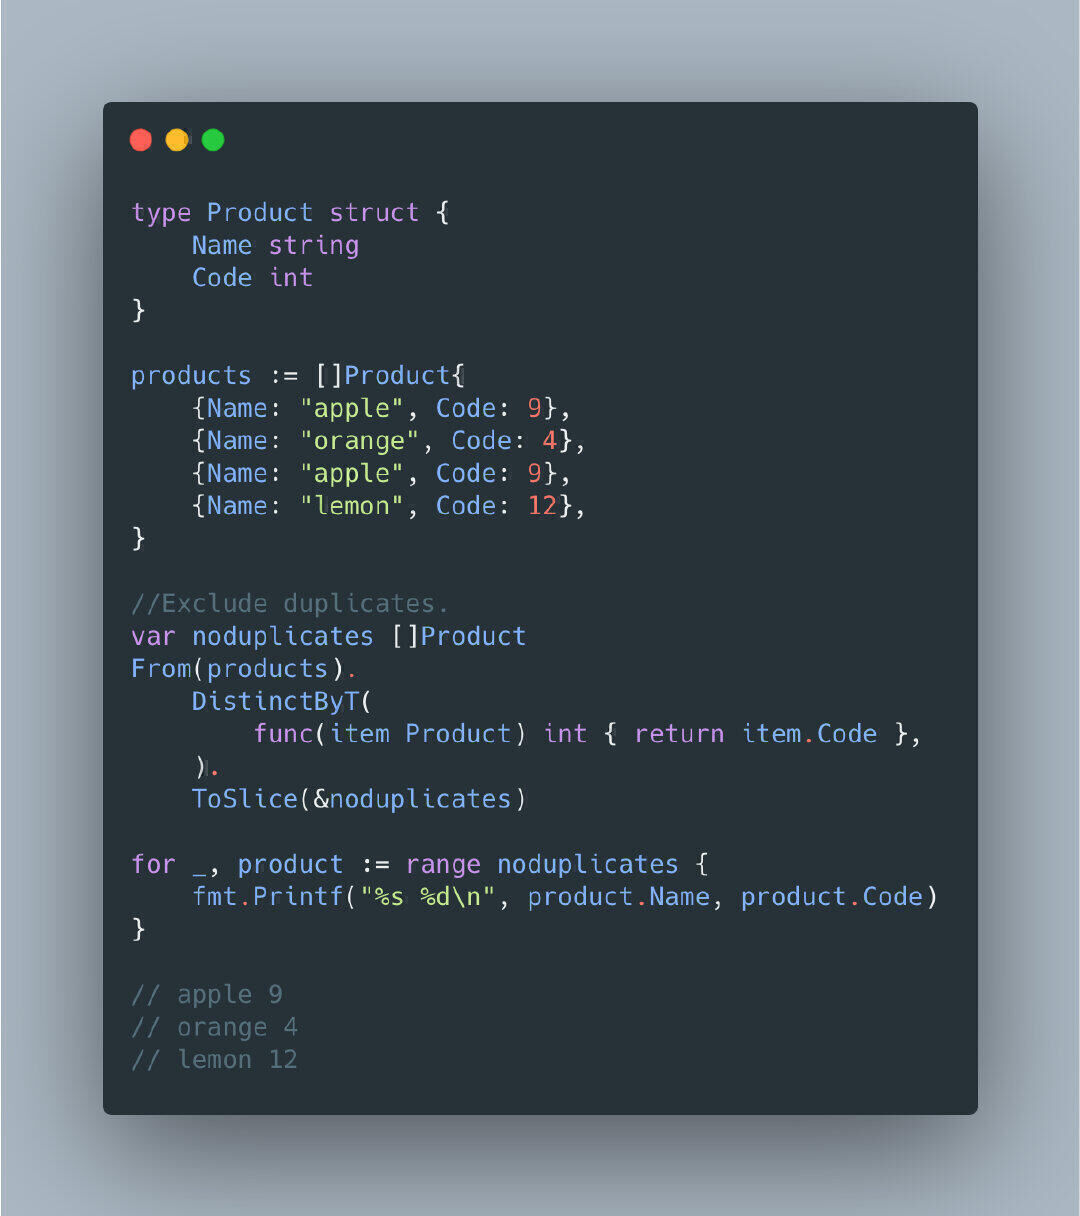 type Product struct {
    Name string
    Code int
}

products := []Product{
    {Name: "apple", Code: 9},
    {Name: "orange", Code: 4},
    {Name: "apple", Code: 9},
    {Name: "lemon", Code: 12},
}

//Exclude duplicates.
var noduplicates []Product
From(products).
    DistinctByT(
        func(item Product) int { return item.Code },
    ).
    ToSlice(&noduplicates)

for _, product := range noduplicates {
    fmt.Printf("%s %d\n", product.Name, product.Code)
}

// apple 9
// orange 4
// lemon 12